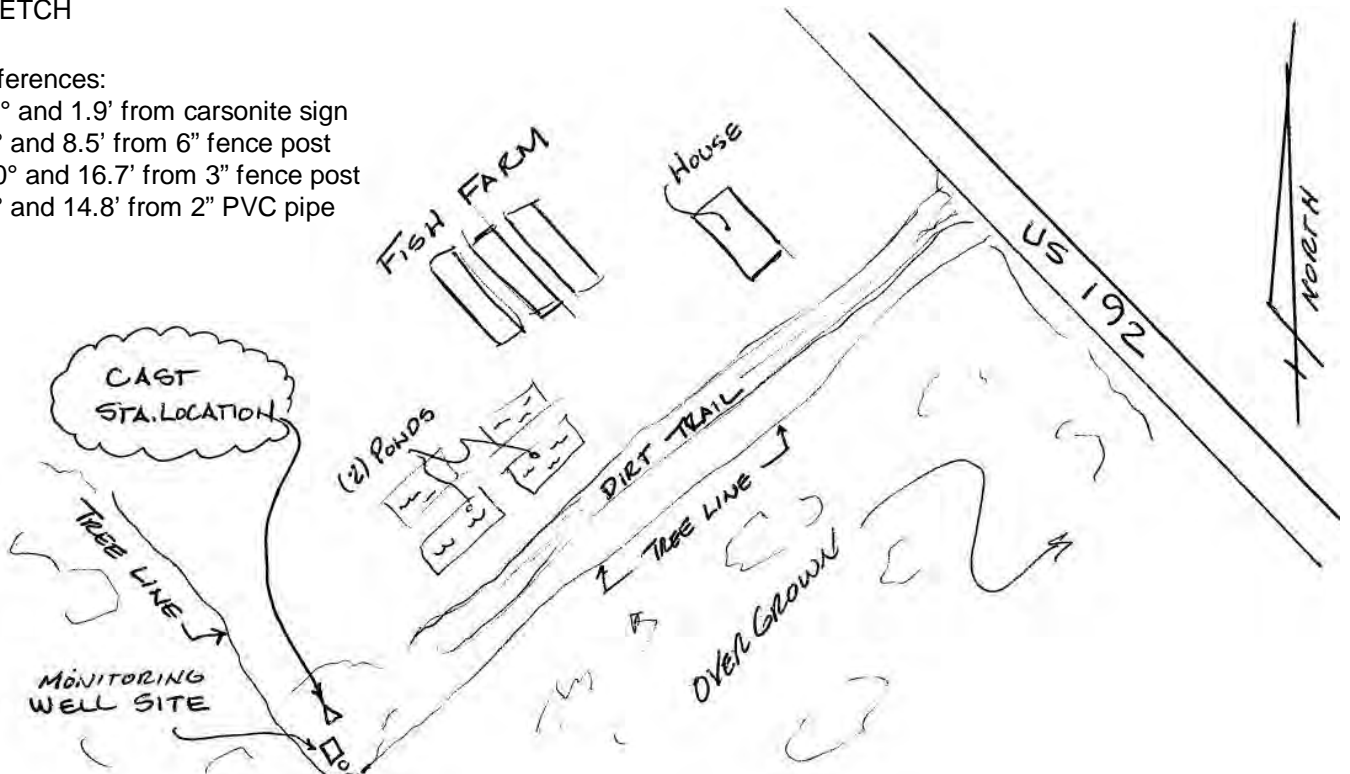 ETCH
ferences:
° and 1.9’ from carsonite sign
° and 8.5’ from 6” fence post
0° and 16.7’ from 3” fence post
° and 14.8’ from 2” PVC pipe
FISH FARM
HOUSE
US 192
NORTH
CAST
STA. LOCATION
(2) PONDS
DIRT TRAIL
TREE LINE
TREE LINE
OVER GROWN
MONITORING
WELL SITE